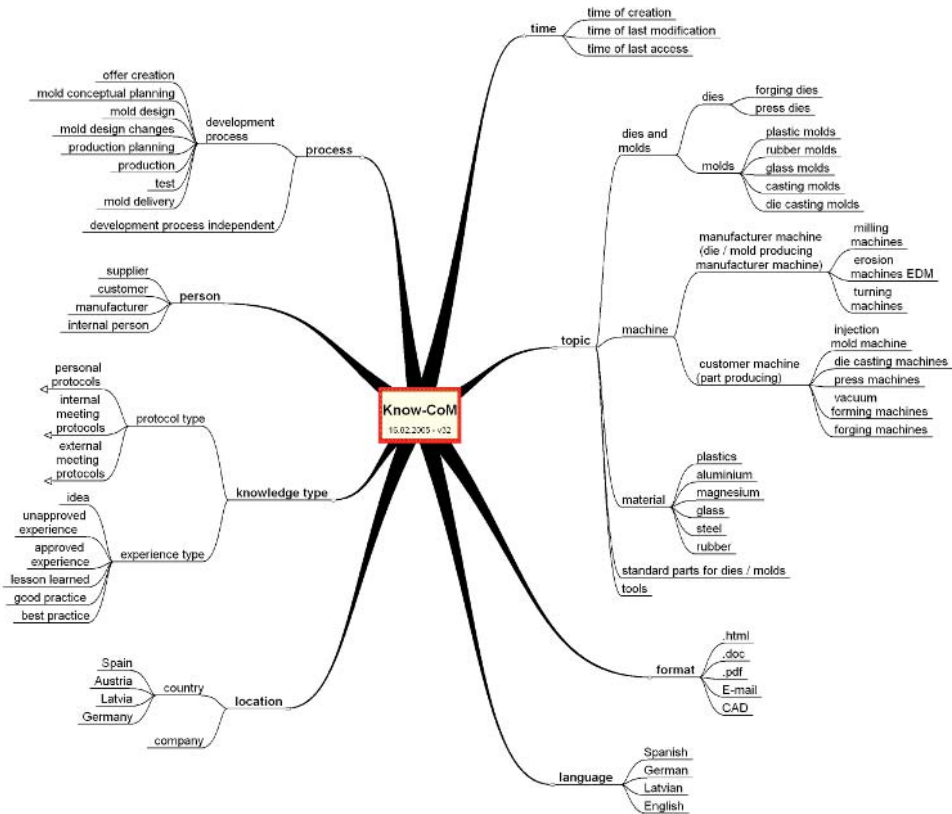 Know-CoM
16.02.2005 - v32
time
time of creation
time of last modification
time of last access
topic
dies and
molds
dies
forging dies
press dies
molds
plastic molds
rubber molds
glass molds
casting molds
die casting molds
machine
manufacturer machine
(die / mold producing
manufacturer machine)
milling
machines
erosion
machines EDM
turning
machines
customer machine
(part producing)
injection
mold machine
die casting machines
press machines
vacuum
forming machines
forging machines
material
plastics
aluminium
magnesium
glass
steel
rubber
standard parts for dies / molds
tools
format
.html
.doc
.pdf
E-mail
CAD
language
Spanish
German
Latvian
English
process
development
process
offer creation
mold conceptual planning
mold design
mold design changes
production planning
production
test
mold delivery
development process independent
person
supplier
customer
manufacturer
internal person
knowledge type
protocol type
personal
protocols
internal
meeting
protocols
external
meeting
protocols
experience type
idea
unapproved
experience
approved
experience
lesson learned
good practice
best practice
location
country
Spain
Austria
Latvia
Germany
company